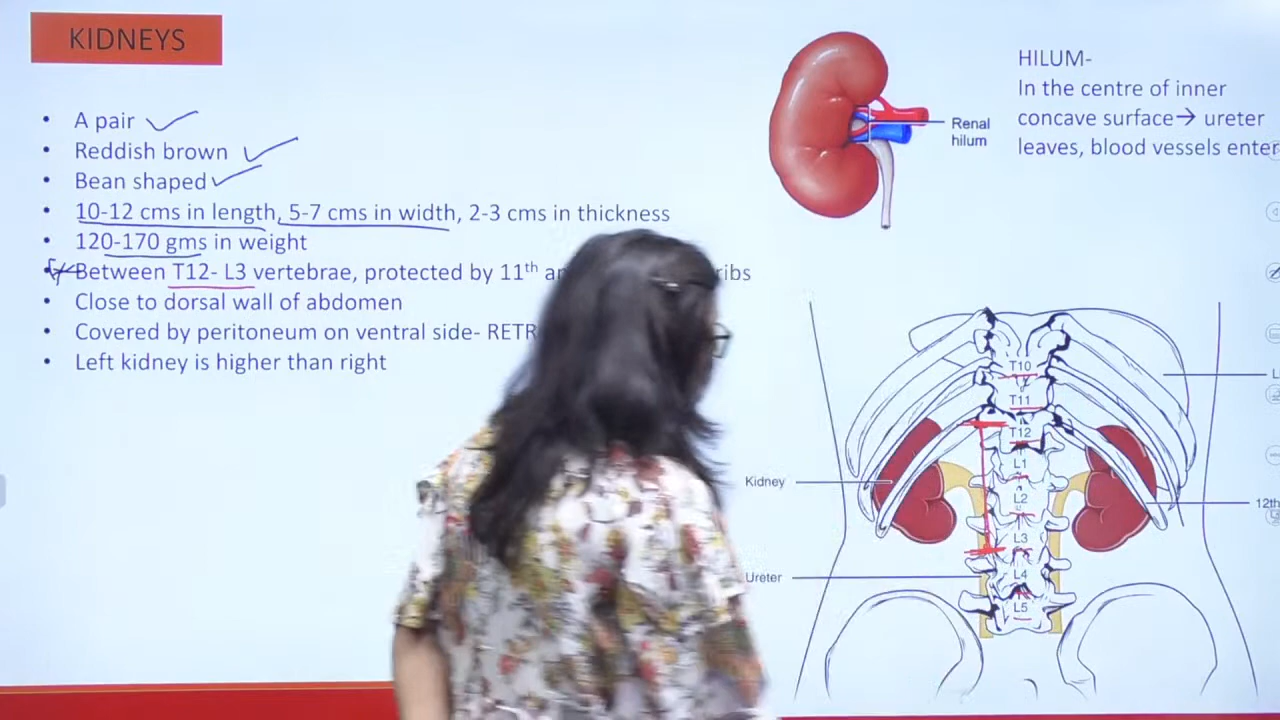 KIDNEYS
• A pair
• Reddish brown
• Bean shaped
• 10-12 cms in length, 5-7 cms in width, 2-3 cms in thickness
• 120-170 gms in weight
• Between T12- L3 vertebrae, protected by 11th ribs
• Close to dorsal wall of abdomen
• Covered by peritoneum on ventral side-
• Left kidney is higher than right
Renal
hilum
HILUM-
In the centre of inner
concave surface→ ureter
leaves, blood vessels enter
T10
T11
T12
L1
L2
L3
L4
L5
Kidney
Ureter
12th